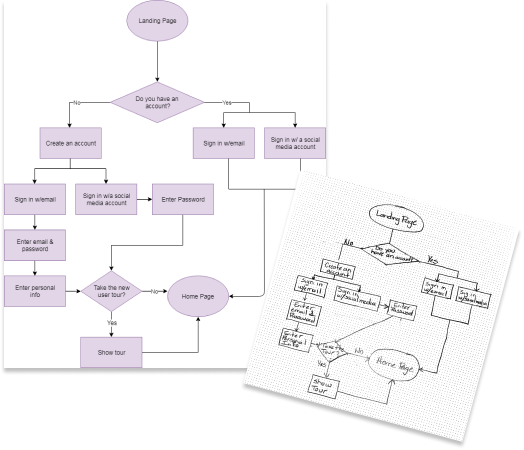 Landing Page
Do you have an
account?
No
Yes
Create an account
Sign in w/email
Sign in w/ a social
media account
Sign in w/email
Sign in w/a social
media account
Enter Password
Enter email &
password
Enter personal
info
Take the new
user tour?
No
Home Page
Yes
Show tour
Landing Page
Do you
have an account?
No
Yes
Create an
account
Sign in
w/email
Sign in
w/social media
Sign in
w/email
Sign in
w/social media
Enter
Email &
Password
Enter
Password
Enter
Personal
Info
Take the
Tour?
No
Home Page
Yes
Show
Tour